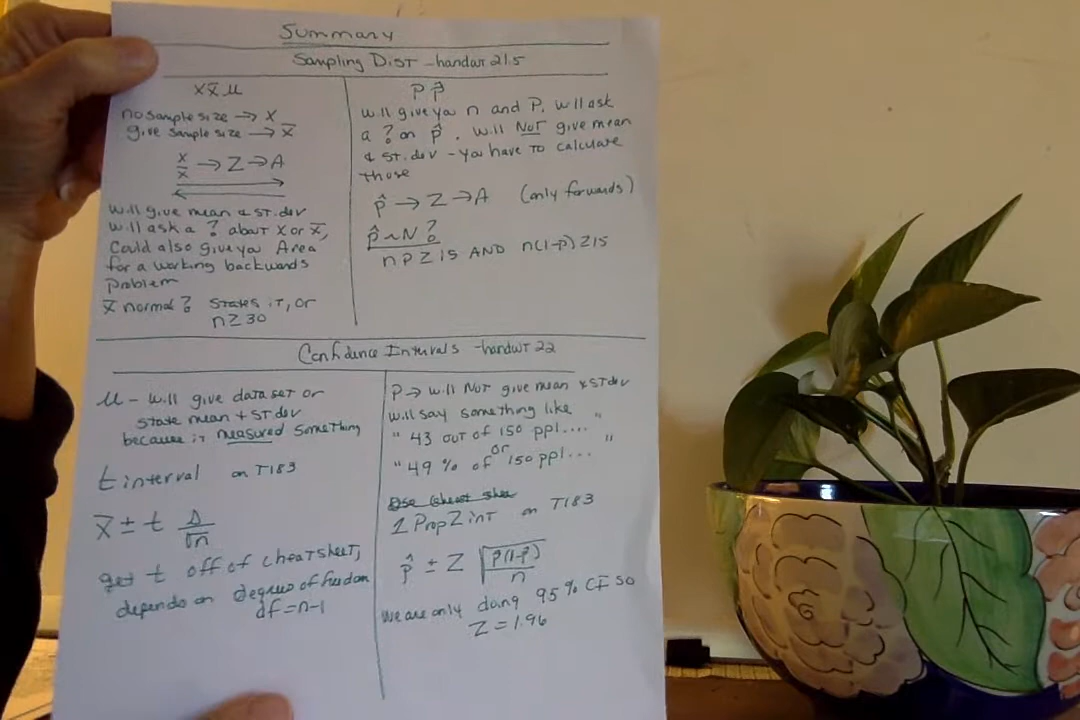 Summary
Sampling Dist - handout 21.5
X X̄ μ
no sample size → X
give sample size → X̄
X/X̄ → Z → A
will give mean & st.dev
will ask a ? about X or X̄,
Could also give you Area
for a working backwards
problem
X̄ normal? states it, or
n ≥ 30
P P̂
will give you n and P. will ask
a ? on p̂. will NOT give mean
& st.dev - you have to calculate
those
p̂ → Z → A (only forwards)
p̂ ~ N?
np ≥ 15 AND n(1-p) ≥ 15
Confidence Intervals - handout 22
μ - will give data set or
state mean + st dev
because it measured something
t interval on TI83
X̄ ± t s/√n
get t off of cheat sheet,
depends on degrees of freedom
df = n-1
P → will NOT give mean & st dev
will say something like
" 43 out of 150 ppl.... "
or
" 49 % of 150 ppl... "
Use cheat shee
1 Prop Z int on TI83
p̂ ± Z √(p(1-p)/n)
we are only doing 95% CI so
Z = 1.96